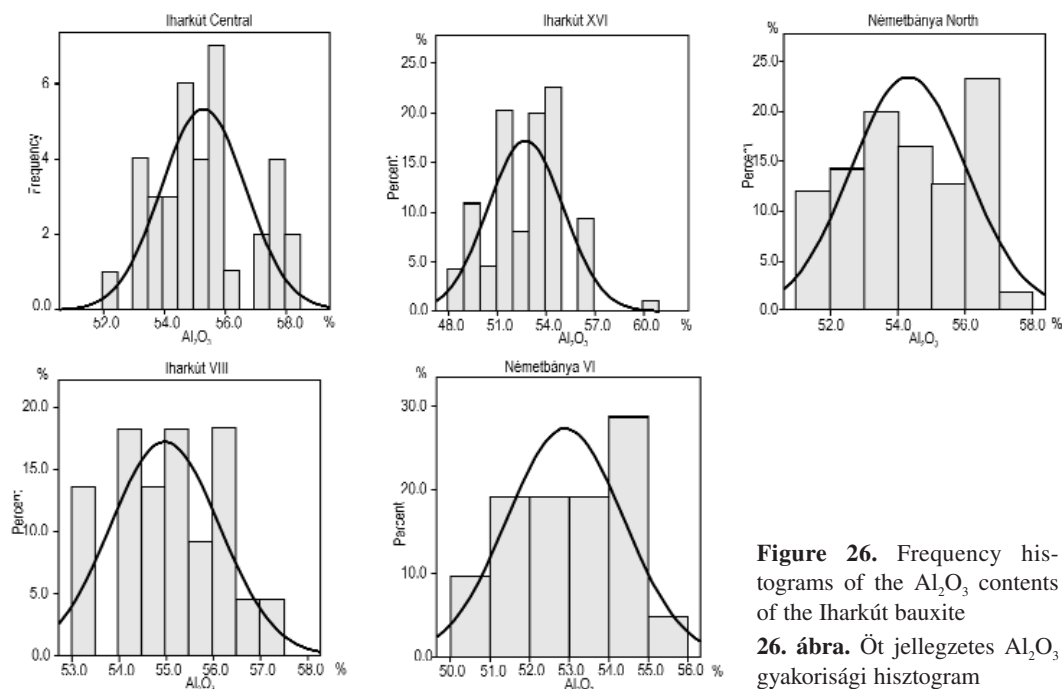 Iharkút Central
Frequency
6
4
2
0.0
52.0 54.0 56.0 58.0 %
Al₂O₃
Iharkút XVI
%
Percent
25.0
20.0
15.0
10.0
5.0
0.0
48.0 51.0 54.0 57.0 60.0 %
Al₂O₃
Németbánya North
%
Percent
25.0
20.0
15.0
10.0
5.0
0.0
52.0 54.0 56.0 58.0 %
Al₂O₃
Iharkút VIII
%
Percent
20.0
15.0
10.0
5.0
0.0
53.0 54.0 55.0 56.0 57.0 58.0 %
Al₂O₃
Németbánya VI
%
Percent
30.0
20.0
10.0
0.0
50.0 51.0 52.0 53.0 54.0 55.0 56.0 %
Al₂O₃
Figure 26. Frequency his-
tograms of the Al₂O₃ contents
of the Iharkút bauxite
26. ábra. Öt jellegzetes Al₂O₃
gyakorisági hisztogram